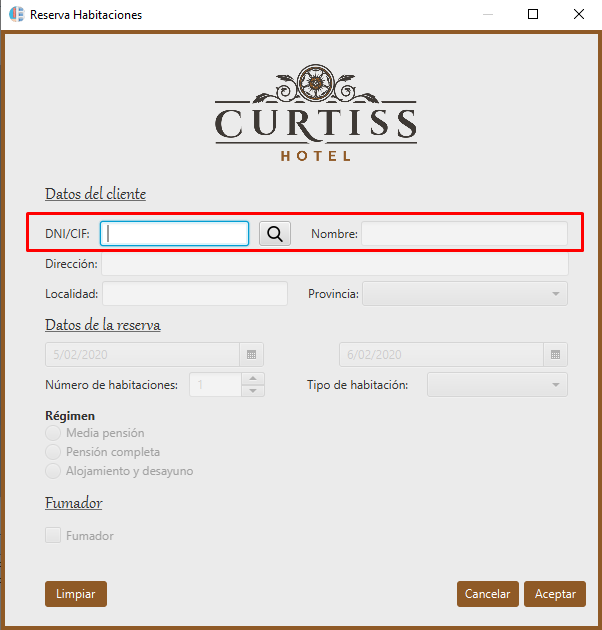 Reserva Habitaciones
CURTISS
HOTEL
Datos del cliente
DNI/CIF: Nombre:
Dirección:
Localidad: Provincia:
Datos de la reserva
5/02/2020 6/02/2020
Número de habitaciones: 1 Tipo de habitación:
Régimen
Media pensión
Pensión completa
Alojamiento y desayuno
Fumador
Fumador
Limpiar Cancelar Aceptar